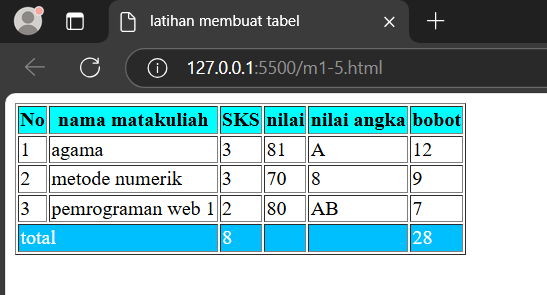 latihan membuat tabel
127.0.0.1:5500/m1-5.html
No nama matakuliah SKS nilai nilai angka bobot
1 agama 3 81 A 12
2 metode numerik 3 70 8 9
3 pemrograman web 1 2 80 AB 7
total 8 28